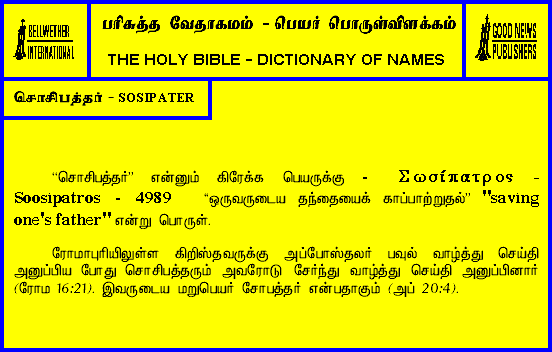 BELLWETHER
INTERNATIONAL
பரிசுத்த வேதாகமம் - பெயர் பொருள்விளக்கம்
THE HOLY BIBLE - DICTIONARY OF NAMES
GOOD NEWS
PUBLISHERS
சொசிபத்தர் - SOSIPATER
“சொசிபத்தர்” என்னும் கிரேக்க பெயருக்கு - Σωσίπατρος -
Soosipatros - 4989 “ஒருவருடைய தந்தையைக் காப்பாற்றுதல்” "saving
one's father" என்று பொருள்.
ரோமாபுரியிலுள்ள கிறிஸ்தவருக்கு அப்போஸ்தலர் பவுல் வாழ்த்து செய்தி
அனுப்பிய போது சொசிபத்தரும் அவரோடு சேர்ந்து வாழ்த்து செய்தி அனுப்பினார்
(ரோம 16:21). இவருடைய மறுபெயர் சோபத்தர் என்பதாகும் (அப் 20:4).